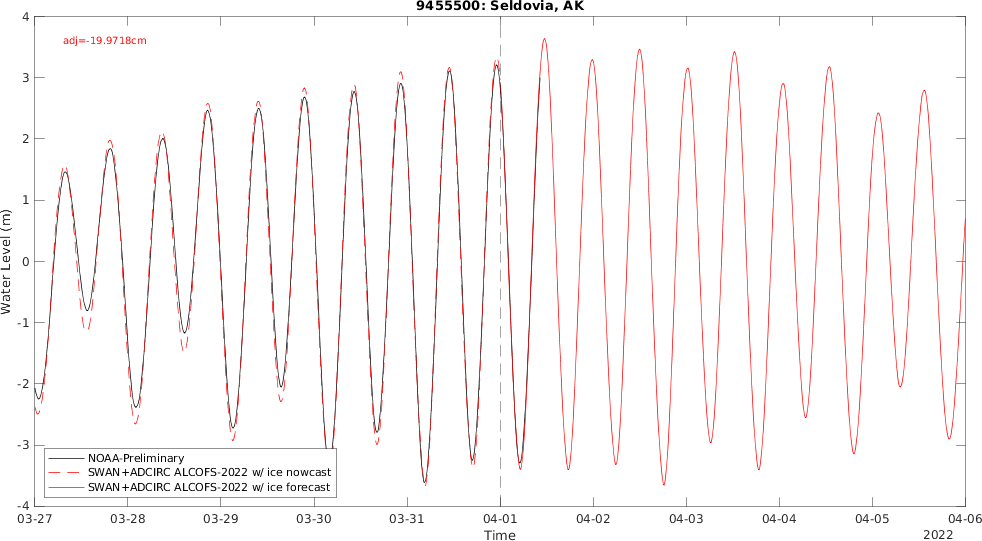 9455500: Seldovia, AK
adj=-19.9718cm
Water Level (m)
4
3
2
1
0
-1
-2
-3
-4
NOAA-Preliminary
SWAN+ADCIRC ALCOFS-2022 w/ ice nowcast
SWAN+ADCIRC ALCOFS-2022 w/ ice forecast
03-27 03-28 03-29 03-30 03-31 04-01 04-02 04-03 04-04 04-05 04-06
Time
2022